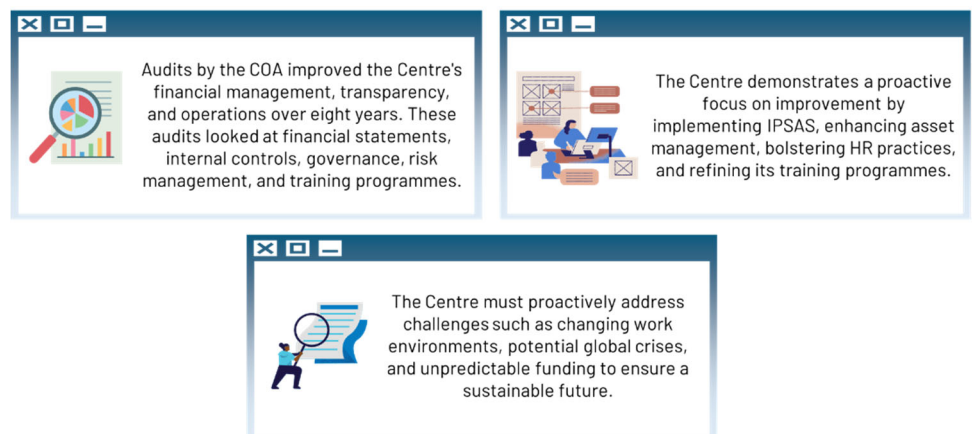 Audits by the COA improved the Centre's
financial management, transparency,
and operations over eight years. These
audits looked at financial statements,
internal controls, governance, risk
management, and training programmes.
The Centre demonstrates a proactive
focus on improvement by
implementing IPSAS, enhancing asset
management, bolstering HR practices,
and refining its training programmes.
The Centre must proactively address
challenges such as changing work
environments, potential global crises,
and unpredictable funding to ensure a
sustainable future.